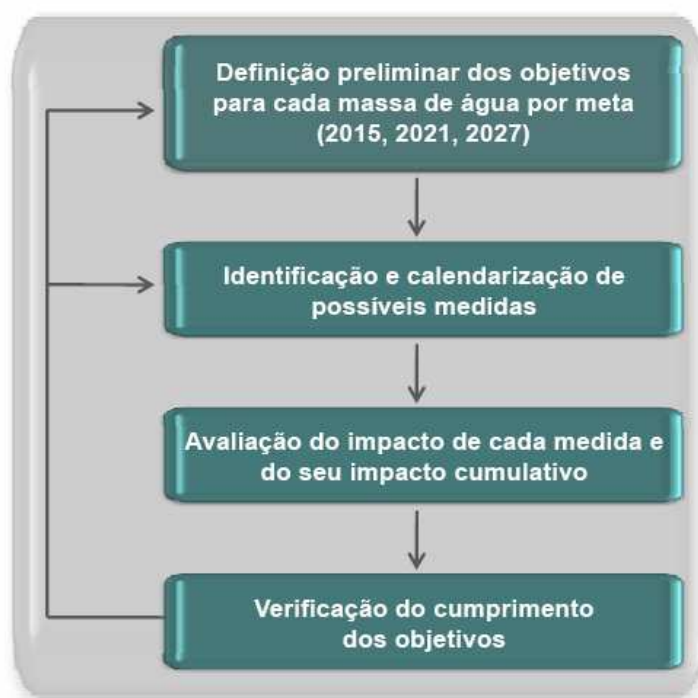 Definição preliminar dos objetivos
para cada massa de água por meta
(2015, 2021, 2027)
Identificação e calendarização de
possíveis medidas
Avaliação do impacto de cada medida e
do seu impacto cumulativo
Verificação do cumprimento
dos objetivos